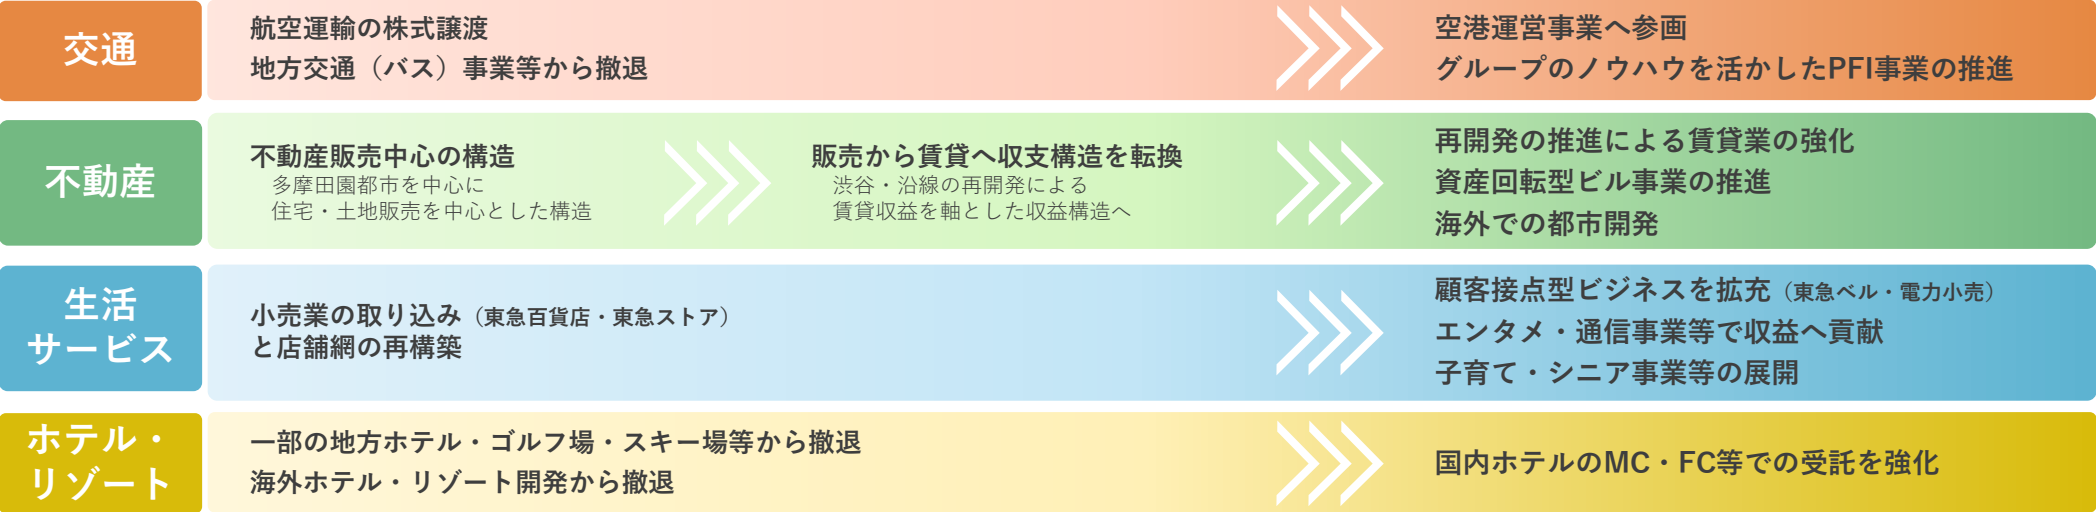 交通
航空運輸の株式譲渡
地方交通（バス）事業等から撤退
空港運営事業へ参画
グループのノウハウを活かしたPFI事業の推進
不動産
不動産販売中心の構造
多摩田園都市を中心に
住宅・土地販売を中心とした構造
販売から賃貸へ収支構造を転換
渋谷・沿線の再開発による
賃貸収益を軸とした収益構造へ
再開発の推進による賃貸業の強化
資産回転型ビル事業の推進
海外での都市開発
生活
サービス
小売業の取り込み（東急百貨店・東急ストア）
と店舗網の再構築
顧客接点型ビジネスを拡充（東急ベル・電力小売）
エンタメ・通信事業等で収益へ貢献
子育て・シニア事業等の展開
ホテル・
リゾート
一部の地方ホテル・ゴルフ場・スキー場等から撤退
海外ホテル・リゾート開発から撤退
国内ホテルのMC・FC等での受託を強化